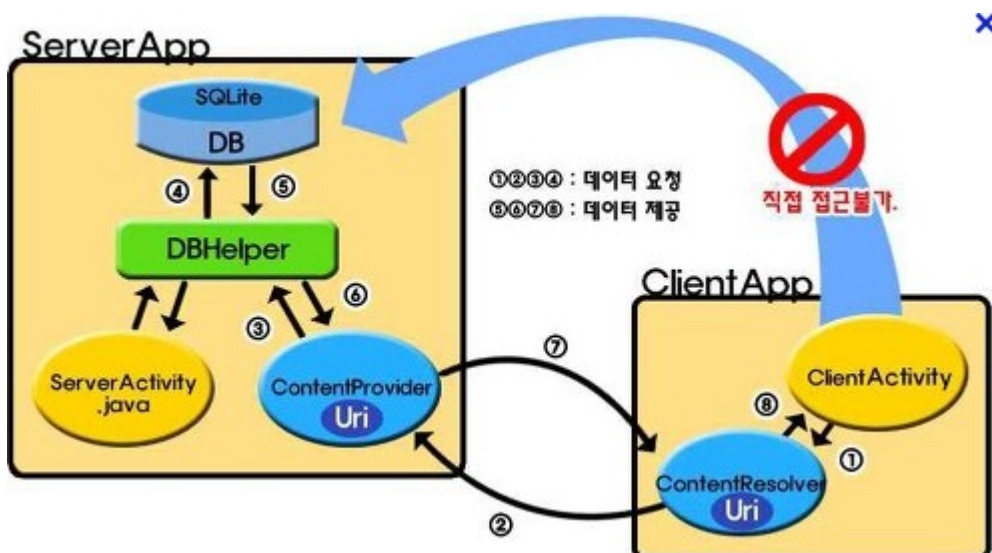 ServerApp
SQLite
DB
④
⑤
DBHelper
③
⑥
ServerActivity
.java
ContentProvider
Uri
①②③④ : 데이터 요청
⑤⑥⑦⑧ : 데이터 제공
직접 접근불가.
ClientApp
ClientActivity
⑦
⑧
①
ContentResolver
Uri
②